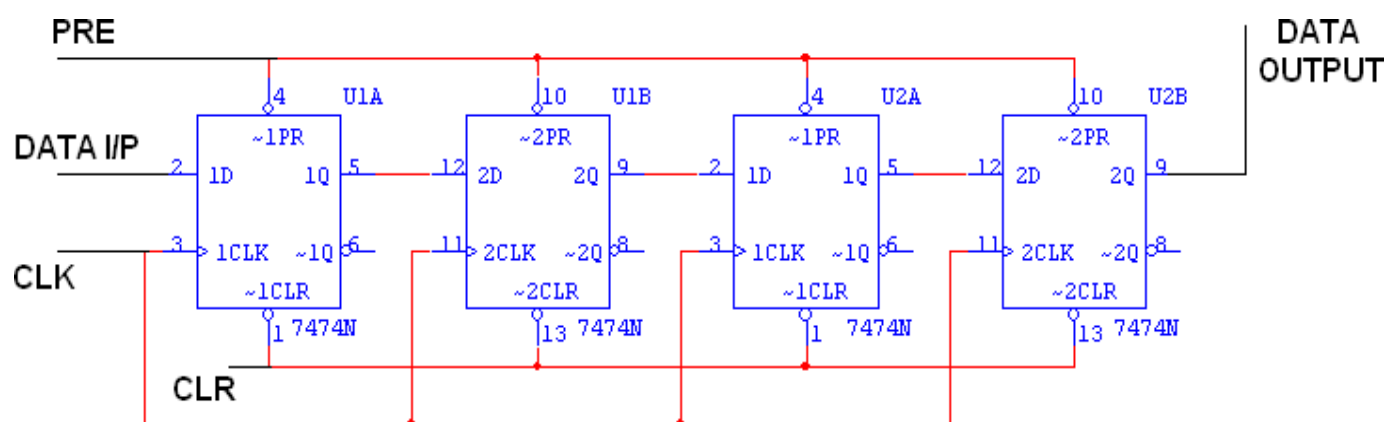 PRE
DATA
OUTPUT
4 U1A
10 U1B
4 U2A
10 U2B
~1PR
~2PR
~1PR
~2PR
DATA I/P
2 1D 1Q 5
12 2D 2Q 9
2 1D 1Q 5
12 2D 2Q 9
3 1CLK ~1Q 6
11 2CLK ~2Q 8
3 1CLK ~1Q 6
11 2CLK ~2Q 8
CLK
~1CLR
~2CLR
~1CLR
~2CLR
1 7474N
13 7474N
1 7474N
13 7474N
CLR